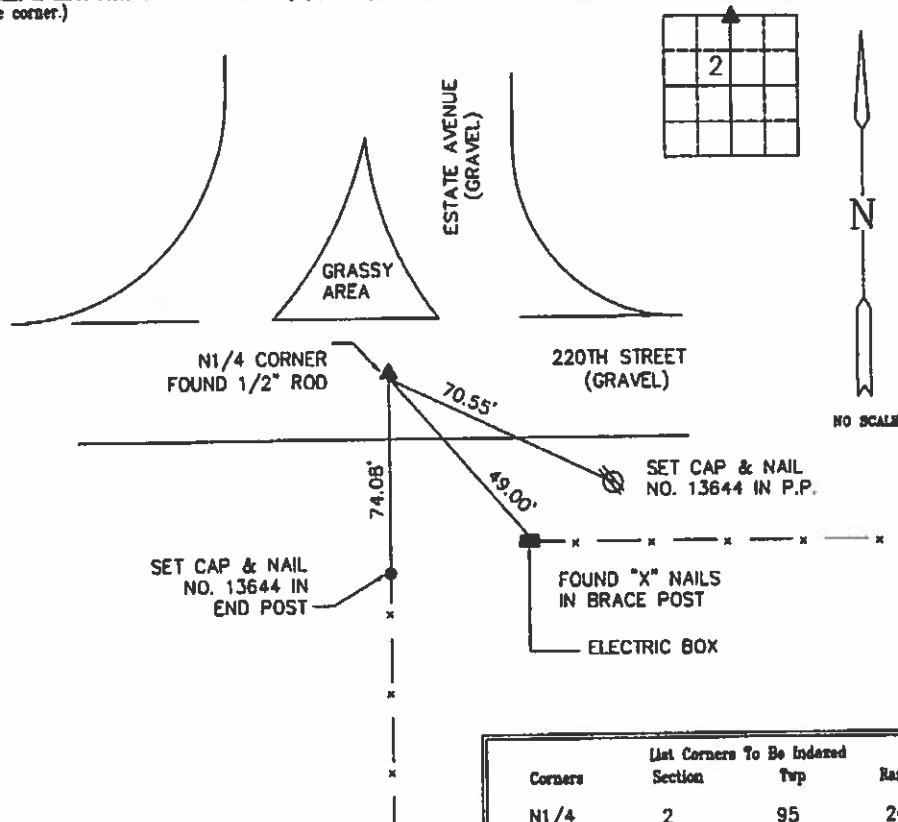 e corner.)
2
ESTATE AVENUE
(GRAVEL)
N
GRASSY
AREA
N1/4 CORNER
FOUND 1/2" ROD
220TH STREET
(GRAVEL)
NO SCALE
70.55'
49.00'
74.08'
SET CAP & NAIL
NO. 13644 IN P.P.
SET CAP & NAIL
NO. 13644 IN
END POST
FOUND "X" NAILS
IN BRACE POST
ELECTRIC BOX
List Corners To Be Indexed
Corners Section Twp
N1/4 2 95